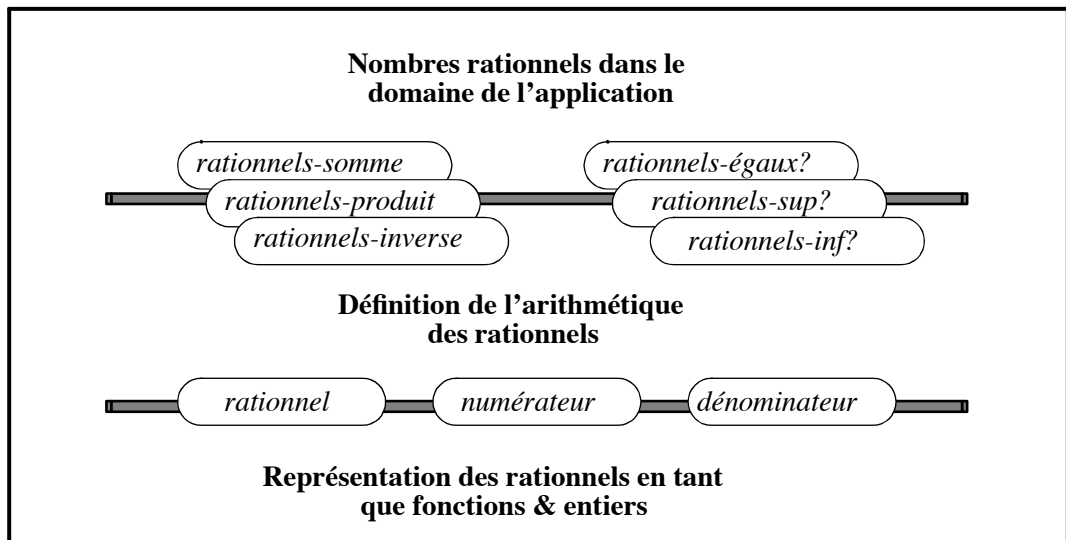 Nombres rationnels dans le
domaine de l’application
rationnels-somme
rationnels-produit
rationnels-inverse
rationnels-égaux?
rationnels-sup?
rationnels-inf?
Définition de l’arithmétique
des rationnels
rationnel numérateur dénominateur
Représentation des rationnels en tant
que fonctions & entiers